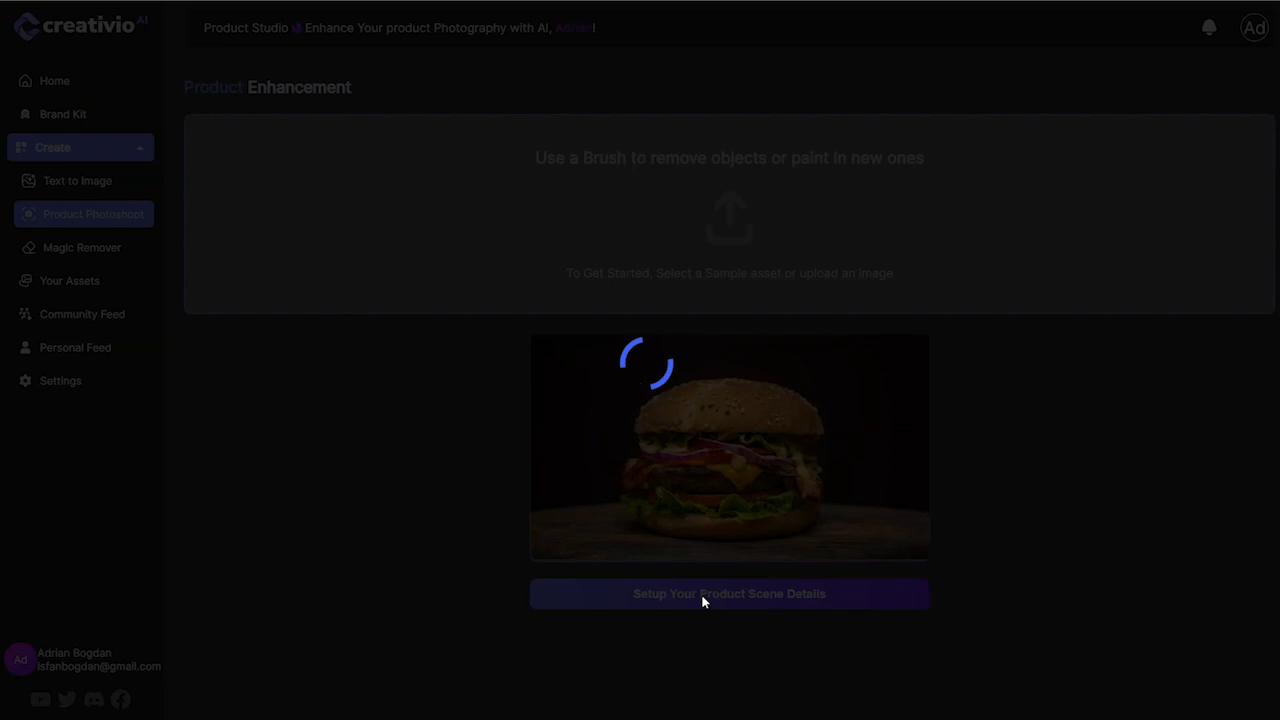 creativio AI
Product Studio Enhance Your product Photography with AI, Adrian!
Ad
Product Enhancement
Home
Brand Kit
Create
Text to Image
Product Photoshoot
Magic Remover
Your Assets
Community Feed
Personal Feed
Settings
Use a Brush to remove objects or paint in new ones
To Get Started, Select a Sample asset or upload an image
Setup Your Product Scene Details
Ad
Adrian Bogdan
lsfanbogdan@gmail.com